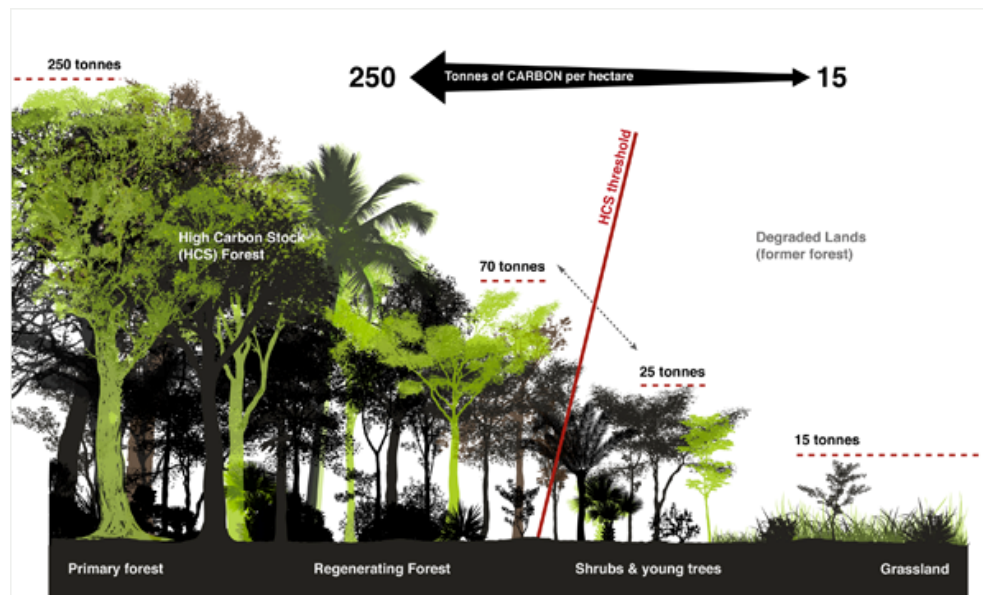 250 tonnes
250
Tonnes of CARBON per hectare
15
HCS threshold
High Carbon Stock
(HCS) Forest
Degraded Lands
(former forest)
70 tonnes
25 tonnes
15 tonnes
Primary forest
Regenerating Forest
Shrubs & young trees
Grassland